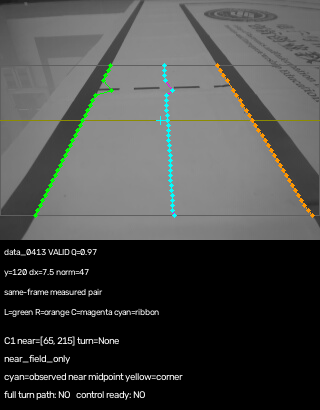 data_0413 VALID Q=0.97
y=120 dx=7.5 norm=47
same-frame measured pair
L=green R=orange C=magenta cyan=ribbon
C1 near=[65, 215] turn=None
near_field_only
cyan=observed near midpoint yellow=corner
full turn path: NO control ready: NO